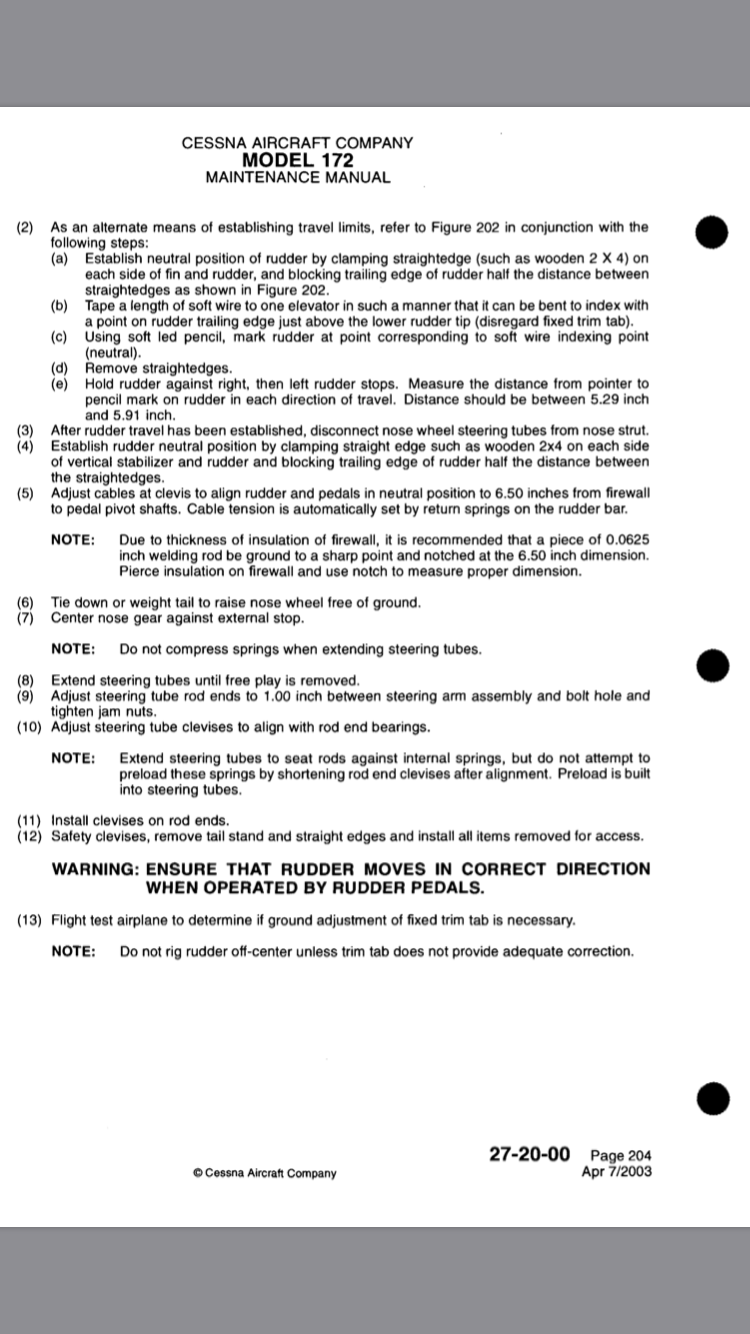 CESSNA AIRCRAFT COMPANY
MODEL 172
MAINTENANCE MANUAL
(2) As an alternate means of establishing travel limits, refer to Figure 202 in conjunction with the
following steps:
(a) Establish neutral position of rudder by clamping straightedge (such as wooden 2 X 4) on
each side of fin and rudder, and blocking trailing edge of rudder half the distance between
straightedges as shown in Figure 202.
(b) Tape a length of soft wire to one elevator in such a manner that it can be bent to index with
a point on rudder trailing edge just above the lower rudder tip (disregard fixed trim tab).
(c) Using soft led pencil, mark rudder at point corresponding to soft wire indexing point
(neutral).
(d) Remove straightedges.
(e) Hold rudder against right, then left rudder stops. Measure the distance from pointer to
pencil mark on rudder in each direction of travel. Distance should be between 5.29 inch
and 5.91 inch.
(3) After rudder travel has been established, disconnect nose wheel steering tubes from nose strut.
(4) Establish rudder neutral position by clamping straight edge such as wooden 2x4 on each side
of vertical stabilizer and rudder and blocking trailing edge of rudder half the distance between
the straightedges.
(5) Adjust cables at clevis to align rudder and pedals in neutral position to 6.50 inches from firewall
to pedal pivot shafts. Cable tension is automatically set by return springs on the rudder bar.
NOTE: Due to thickness of insulation of firewall, it is recommended that a piece of 0.0625
inch welding rod be ground to a sharp point and notched at the 6.50 inch dimension.
Pierce insulation on firewall and use notch to measure proper dimension.
(6) Tie down or weight tail to raise nose wheel free of ground.
(7) Center nose gear against external stop.
NOTE: Do not compress springs when extending steering tubes.
(8) Extend steering tubes until free play is removed.
(9) Adjust steering tube rod ends to 1.00 inch between steering arm assembly and bolt hole and
tighten jam nuts.
(10) Adjust steering tube clevises to align with rod end bearings.
NOTE: Extend steering tubes to seat rods against internal springs, but do not attempt to
preload these springs by shortening rod end clevises after alignment. Preload is built
into steering tubes.
(11) Install clevises on rod ends.
(12) Safety clevises, remove tail stand and straight edges and install all items removed for access.
WARNING: ENSURE THAT RUDDER MOVES IN CORRECT DIRECTION
WHEN OPERATED BY RUDDER PEDALS.
(13) Flight test airplane to determine if ground adjustment of fixed trim tab is necessary.
NOTE: Do not rig rudder off-center unless trim tab does not provide adequate correction.
27-20-00 Page 204
© Cessna Aircraft Company Apr 7/2003